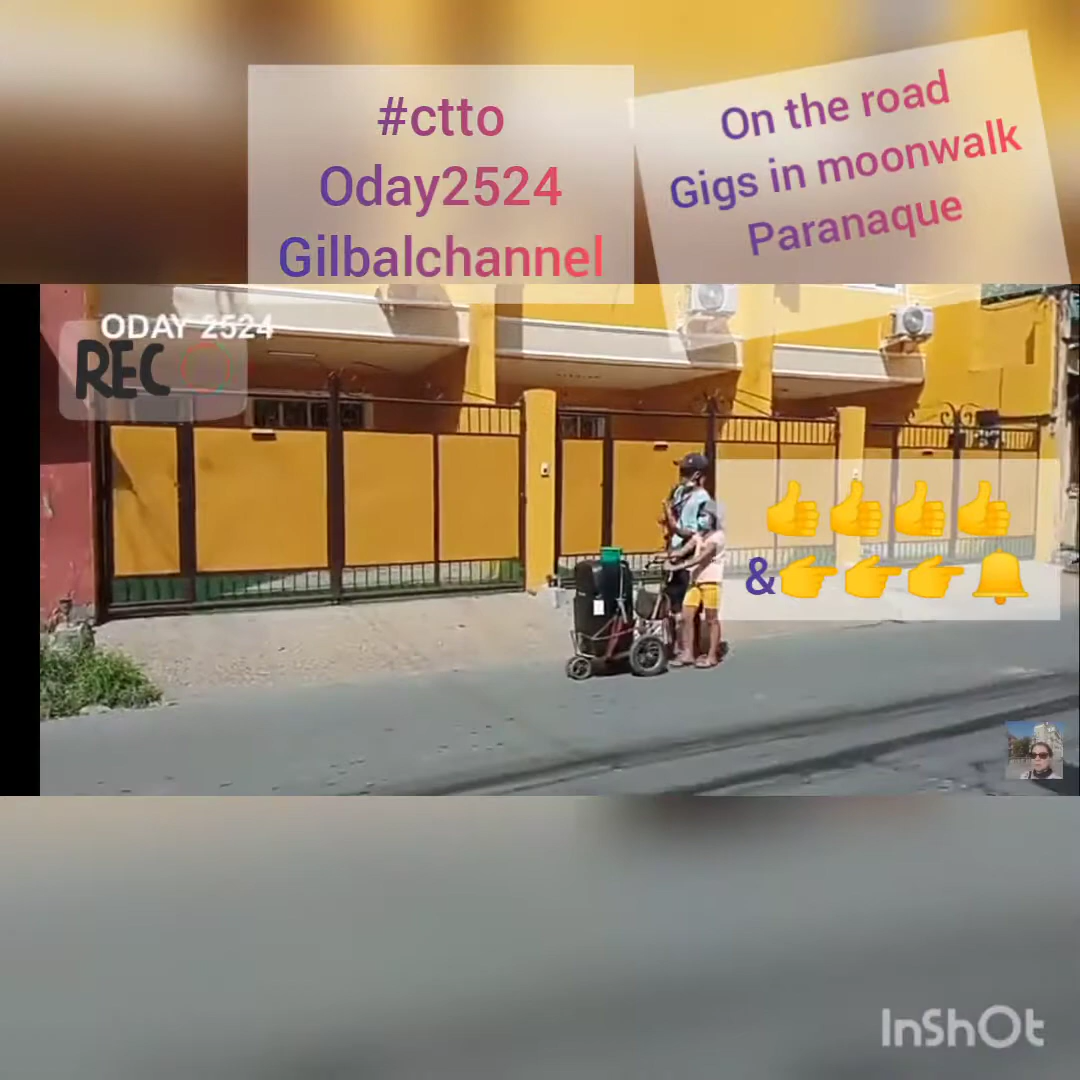 #ctto
Oday2524
Gilbalchannel
On the road
Gigs in moonwalk
Paranaque
ODAY 2524
REC
&
InShOt